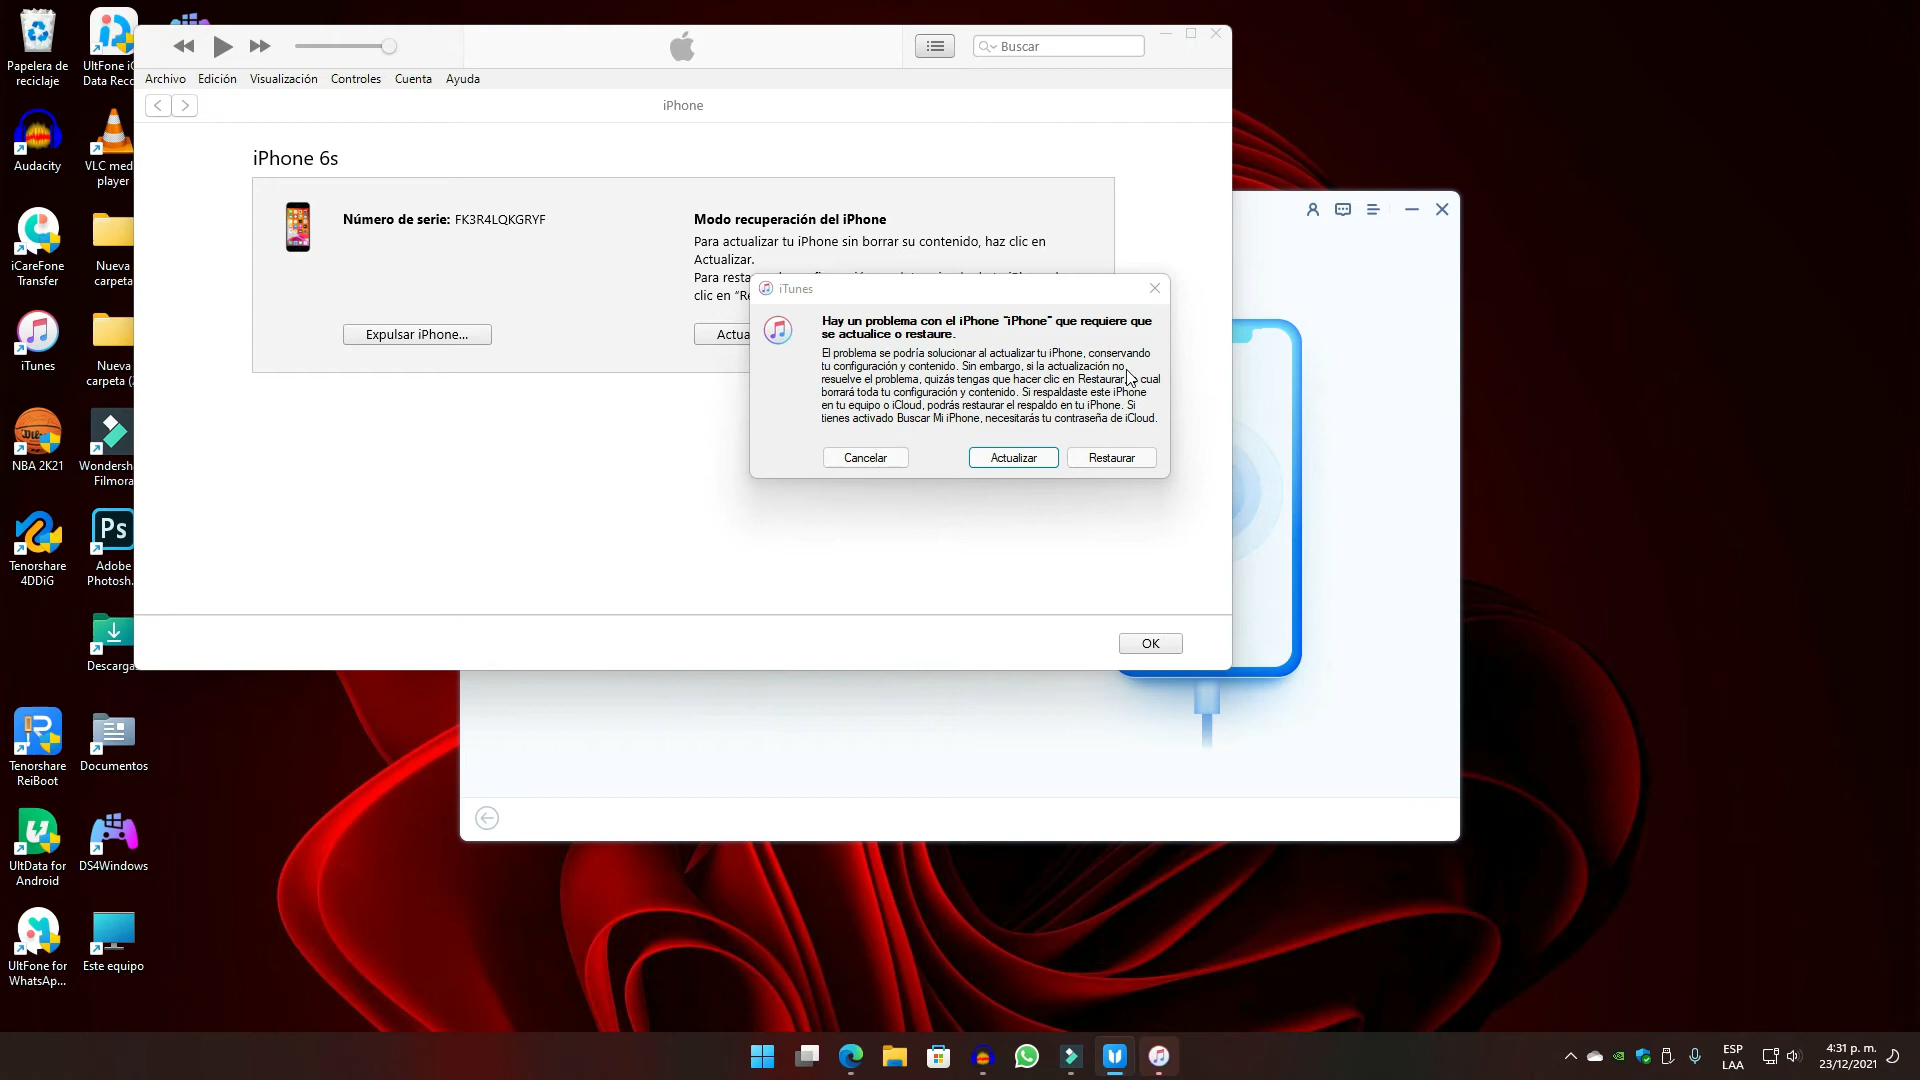 Papelera de
reciclaje
UltFone iO
Data Reco
Audacity
VLC med
player
iCareFone
Transfer
Nueva
carpeta
iTunes
Nueva
carpeta (
NBA 2K21
Wondersha
Filmora
Tenorshare
4DDiG
Ps
Adobe
Photosh...
Descarga
Tenorshare
ReiBoot
Documentos
UltData for
Android
DS4Windows
UltFone for
WhatsAp...
Este equipo
Buscar
Archivo Edición Visualización Controles Cuenta Ayuda
iPhone
iPhone 6s
Número de serie: FK3R4LQKGRYF
Expulsar iPhone...
Modo recuperación del iPhone
Para actualizar tu iPhone sin borrar su contenido, haz clic en
Actualizar.
Para resta
clic en “Re
Actua
OK
iTunes
Hay un problema con el iPhone "iPhone" que requiere que
se actualice o restaure.
El problema se podría solucionar al actualizar tu iPhone, conservando
tu configuración y contenido. Sin embargo, si la actualización no
resuelve el problema, quizás tengas que hacer clic en Restaurar, cual
borrará toda tu configuración y contenido. Si respaldaste este iPhone
en tu equipo o iCloud, podrás restaurar el respaldo en tu iPhone. Si
tienes activado Buscar Mi iPhone, necesitarás tu contraseña de iCloud.
Cancelar Actualizar Restaurar
ESP
LAA
4:31 p. m.
23/12/2021